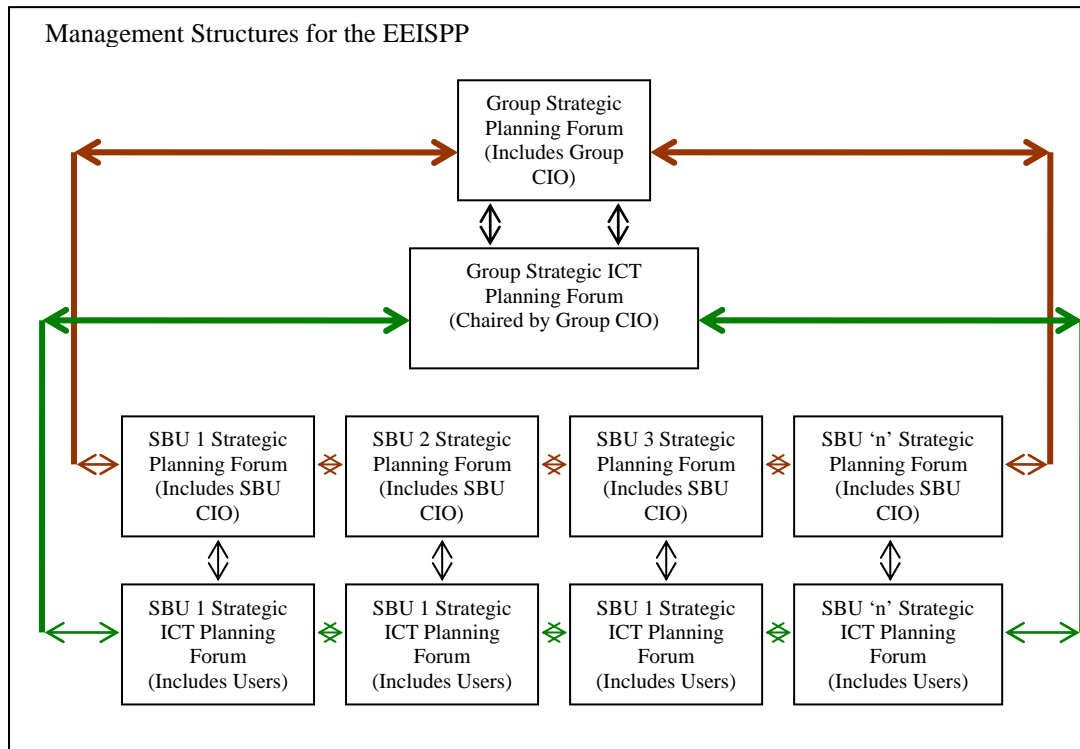 Management Structures for the EEISPP
Group Strategic
Planning Forum
(Includes Group
CIO)
Group Strategic ICT
Planning Forum
(Chaired by Group CIO)
SBU 1 Strategic
Planning Forum
(Includes SBU
CIO)
SBU 2 Strategic
Planning Forum
(Includes SBU
CIO)
SBU 3 Strategic
Planning Forum
(Includes SBU
CIO)
SBU ‘n’ Strategic
Planning Forum
(Includes SBU
CIO)
SBU 1 Strategic
ICT Planning
Forum
(Includes Users)
SBU 1 Strategic
ICT Planning
Forum
(Includes Users)
SBU 1 Strategic
ICT Planning
Forum
(Includes Users)
SBU ‘n’ Strategic
ICT Planning
Forum
(Includes Users)